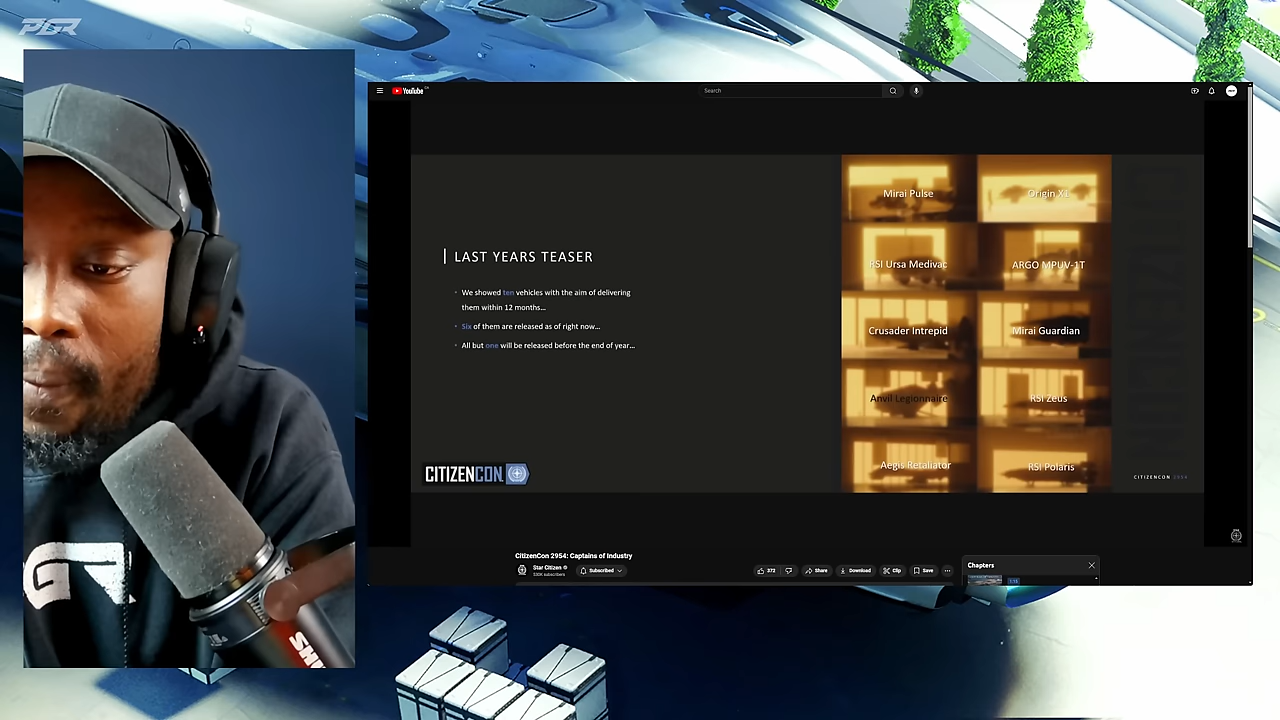 PGR
YouTube
CA
Search
Mirai Pulse
Origin X1
LAST YEARS TEASER
RSI Ursa Medivac
ARGO MPUV-1T
We showed ten vehicles with the aim of delivering
them within 12 months...
Six of them are released as of right now...
All but one will be released before the end of year...
Crusader Intrepid
Mirai Guardian
Anvil Legionnaire
RSI Zeus
Aegis Retaliator
RSI Polaris
CITIZENCON
CITIZENCON 2954
CitizenCon 2954: Captains of Industry
Star Citizen
Subscribed
372
Share
Download
Clip
Save
Chapters
SHU